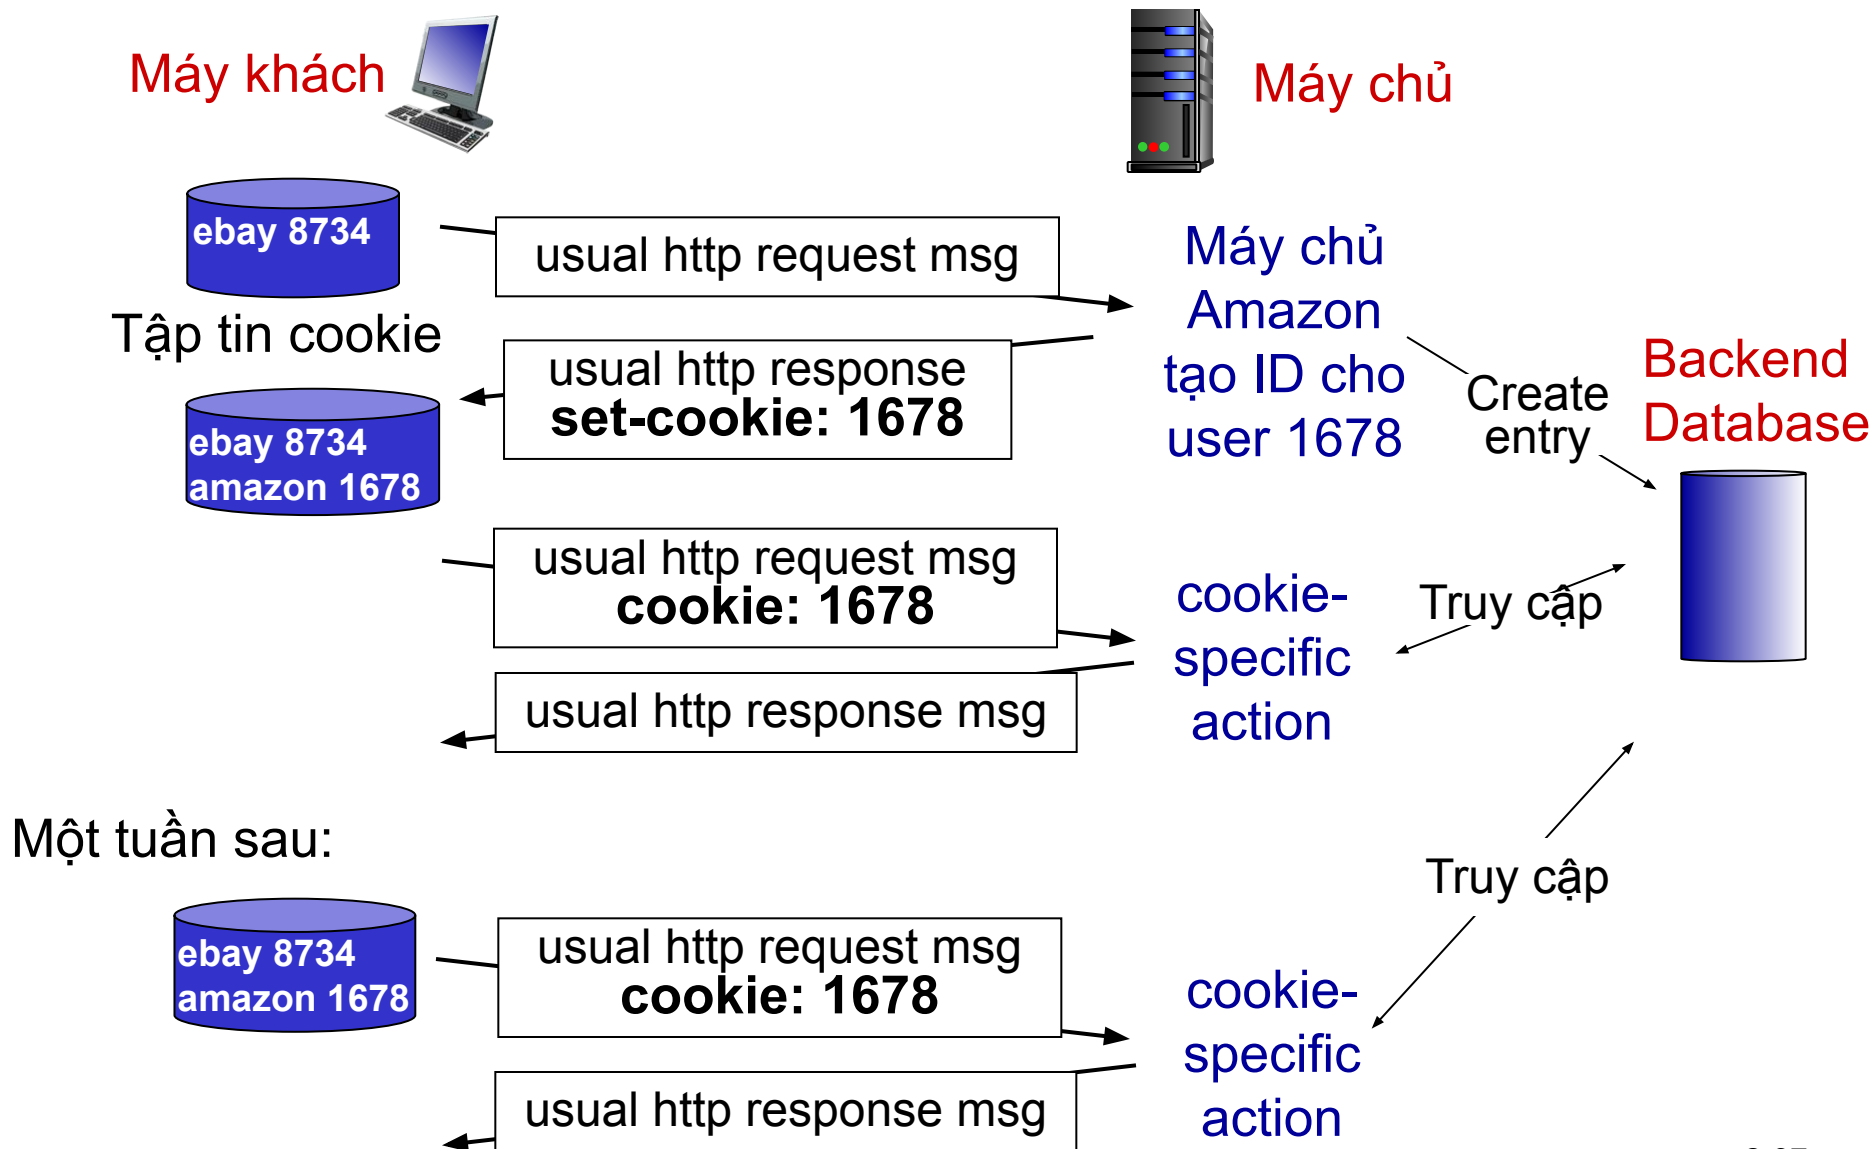 Máy khách
Máy chủ
ebay 8734
usual http request msg
Tập tin cookie
usual http response
set-cookie: 1678
Máy chủ
Amazon
tạo ID cho
user 1678
Create
entry
Backend
Database
ebay 8734
amazon 1678
usual http request msg
cookie: 1678
cookie-
specific
action
Truy cập
usual http response msg
Một tuần sau:
Truy cập
ebay 8734
amazon 1678
usual http request msg
cookie: 1678
cookie-
specific
action
usual http response msg